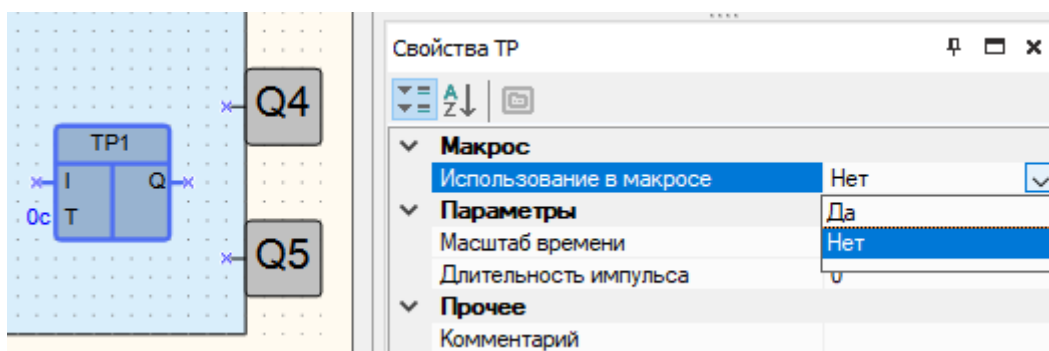 Свойства TP
Q4
TP1
Макрос
I Q
Использование в макросе Нет
0с T
Параметры Да
Q5
Масштаб времени Нет
Длительность импульса 0
Прочее
Комментарий